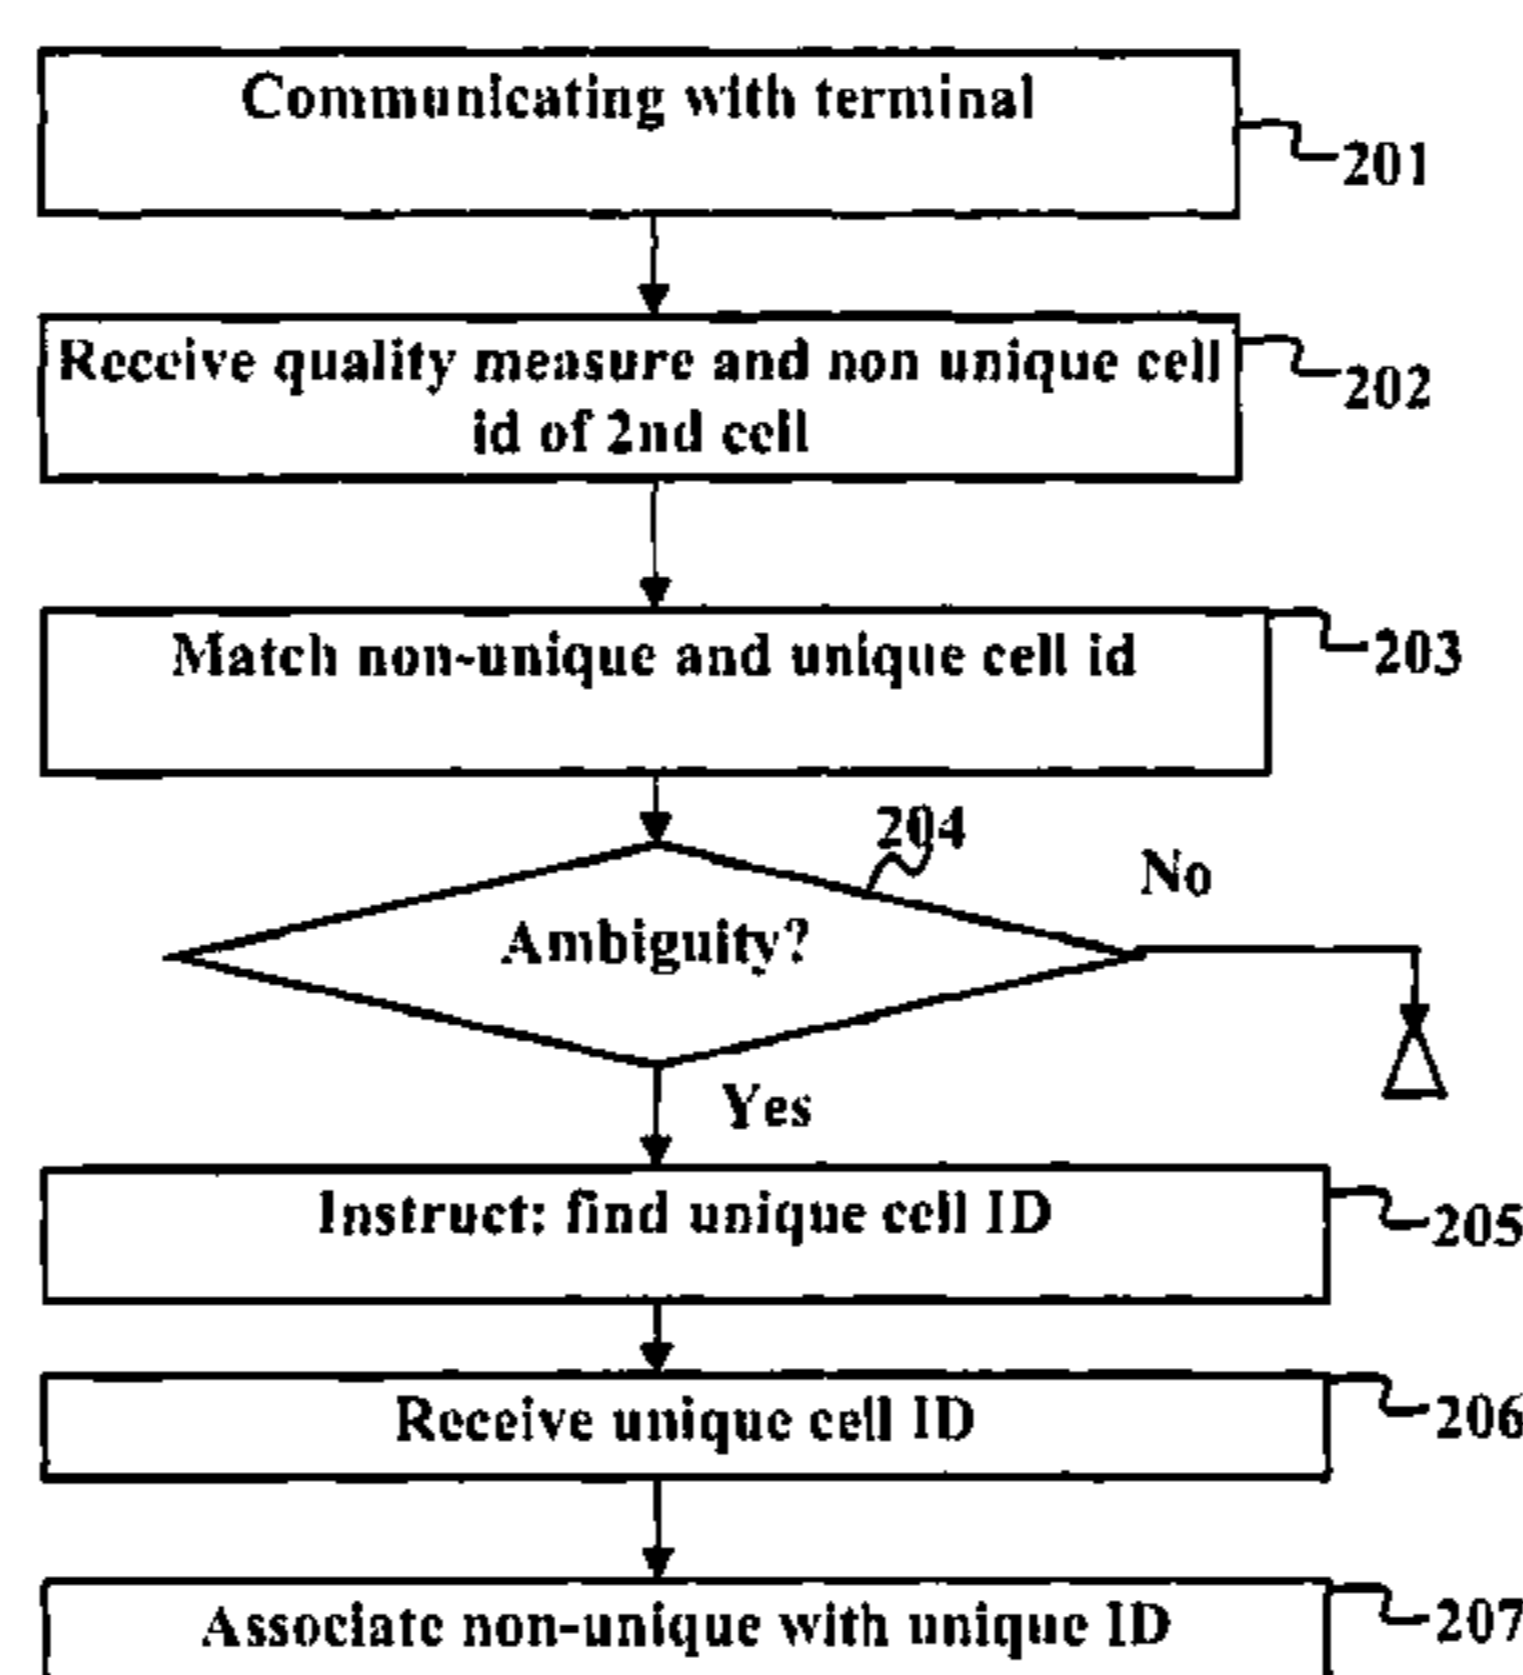 Communicating with terminal
201
Receive quality measure and non unique cell
id of 2nd cell
202
Match non-unique and unique cell id
203
204
Ambiguity?
No
Yes
Instruct: find unique cell ID
205
Receive unique cell ID
206
Associate non-unique with unique ID
207